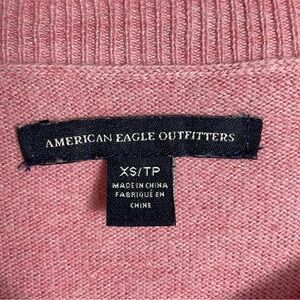 AMERICAN EAGLE OUTFITTERS
XS/TP
MADE IN CHINA
FABRIQUÉ EN
CHINE